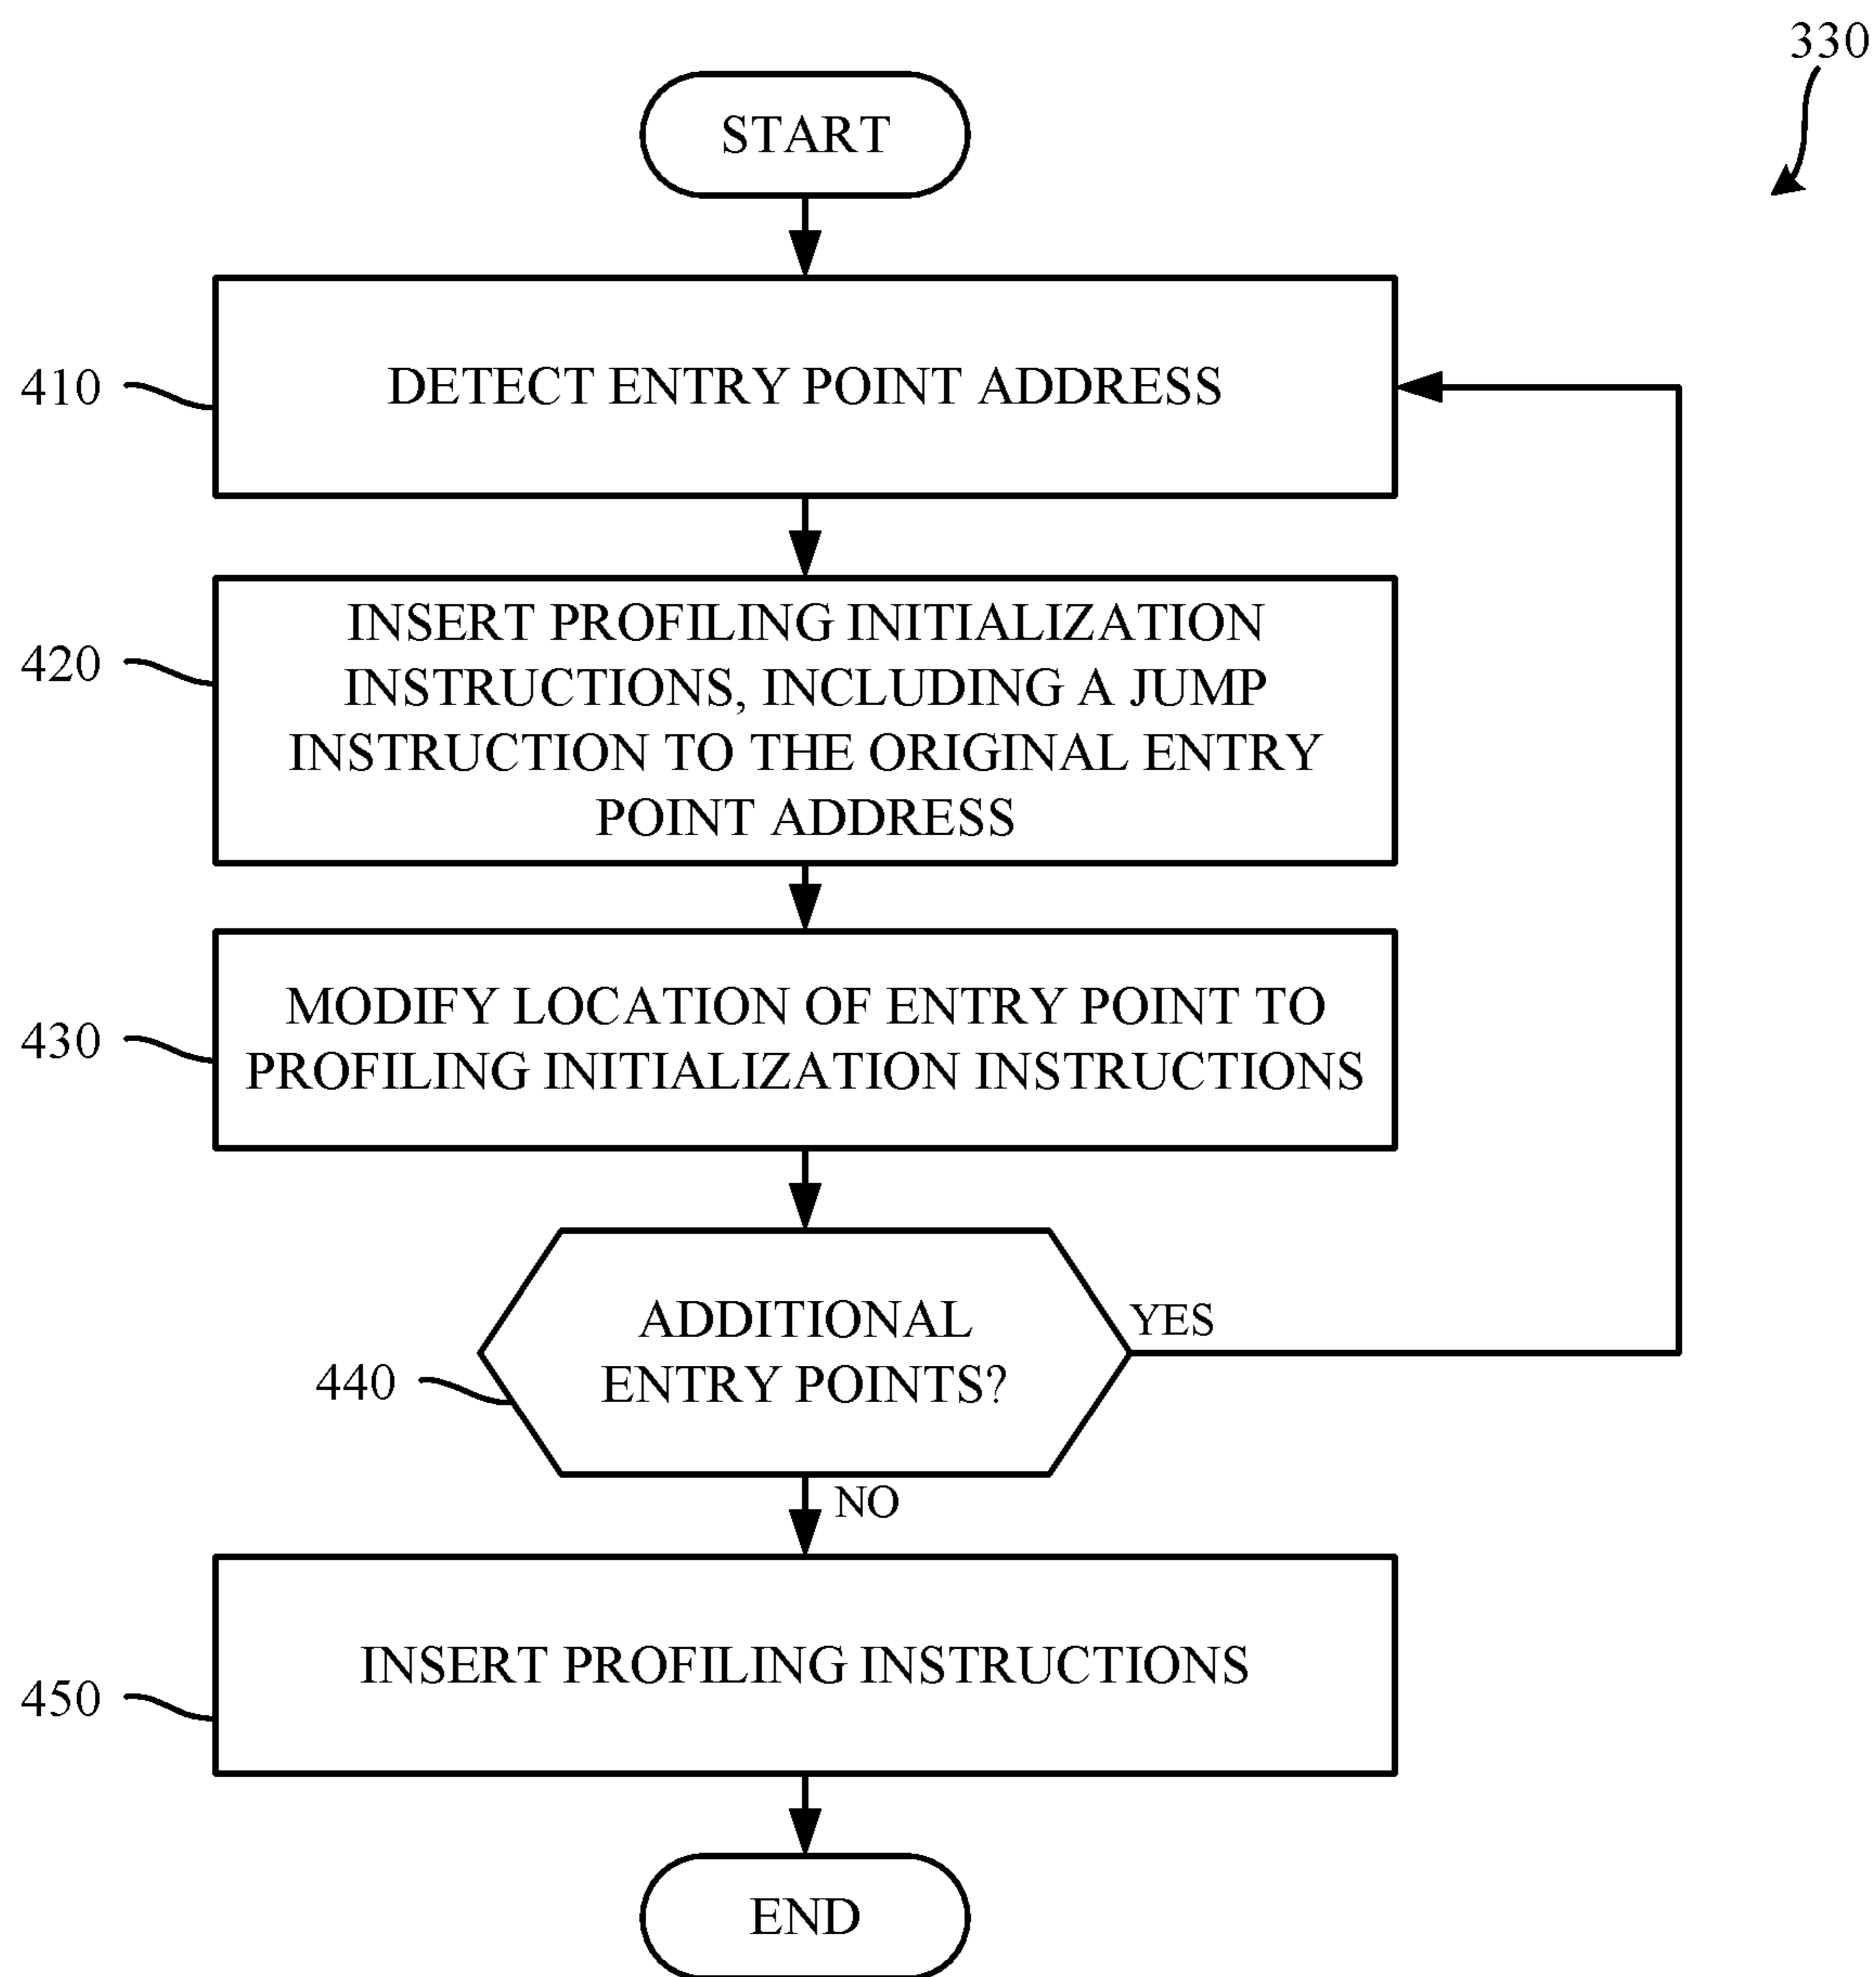 330
START
410
DETECT ENTRY POINT ADDRESS
420
INSERT PROFILING INITIALIZATION
INSTRUCTIONS, INCLUDING A JUMP
INSTRUCTION TO THE ORIGINAL ENTRY
POINT ADDRESS
430
MODIFY LOCATION OF ENTRY POINT TO
PROFILING INITIALIZATION INSTRUCTIONS
440
ADDITIONAL
ENTRY POINTS?
YES
NO
450
INSERT PROFILING INSTRUCTIONS
END